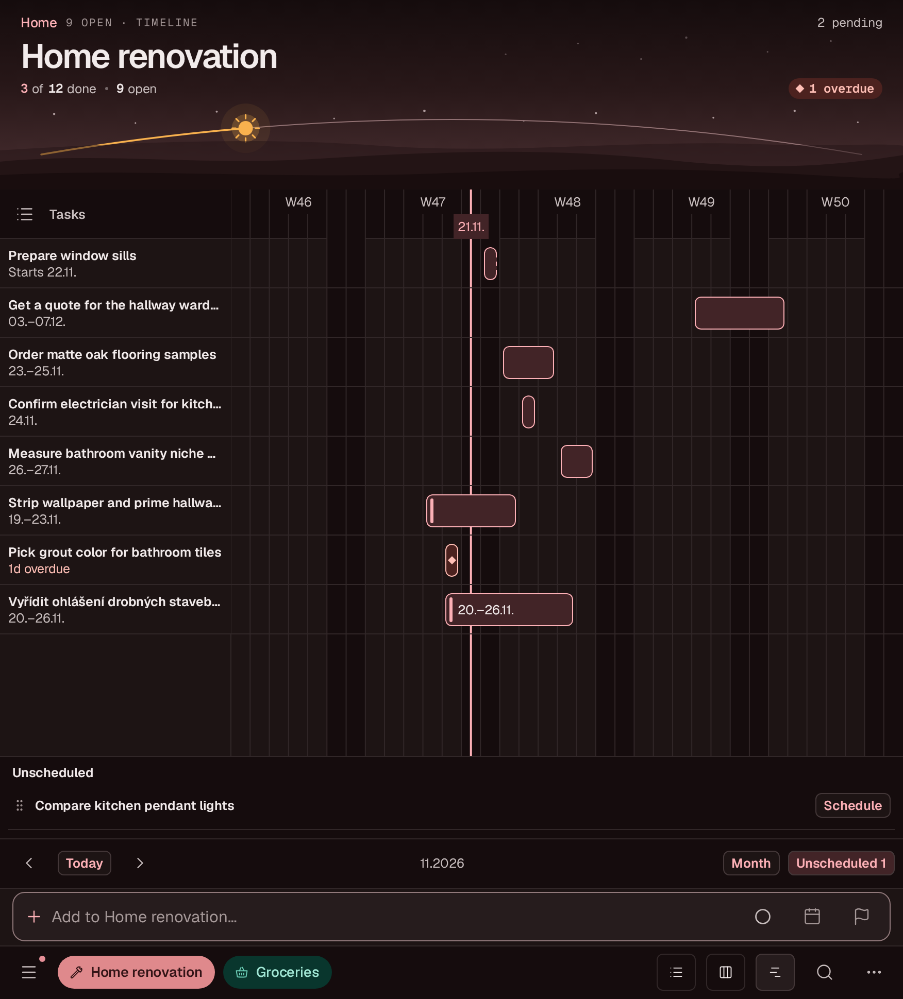 Home 9 OPEN · TIMELINE
2 pending
Home renovation
3 of 12 done • 9 open
1 overdue
Tasks
W46
W47
W48
W49
W50
21.11.
Prepare window sills
Starts 22.11.
Get a quote for the hallway ward…
03.–07.12.
Order matte oak flooring samples
23.–25.11.
Confirm electrician visit for kitch…
24.11.
Measure bathroom vanity niche …
26.–27.11.
Strip wallpaper and prime hallwa…
19.–23.11.
Pick grout color for bathroom tiles
1d overdue
Vyřídit ohlášení drobných staveb…
20.–26.11.
20.–26.11.
Unscheduled
Compare kitchen pendant lights
Schedule
Today
11.2026
Month
Unscheduled 1
Add to Home renovation…
Home renovation
Groceries